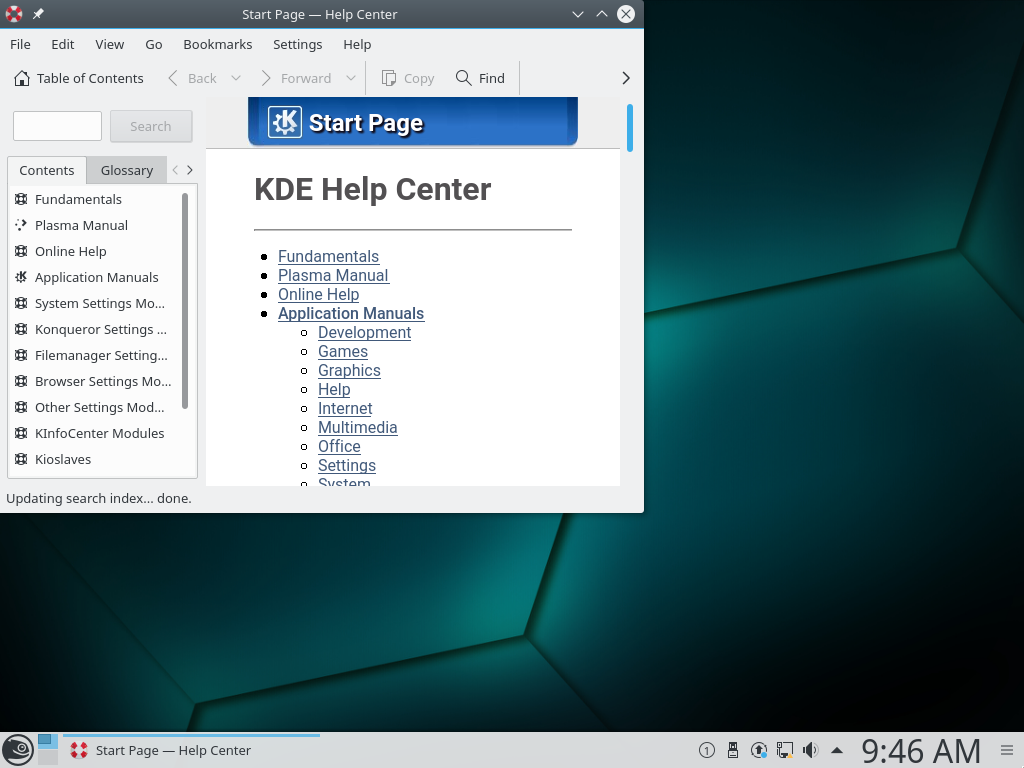 Start Page — Help Center
File Edit View Go Bookmarks Settings Help
Table of Contents Back Forward Copy Find
Search
Start Page
Contents Glossary
Fundamentals
Plasma Manual
Online Help
Application Manuals
System Settings Mo...
Konqueror Settings ...
Filemanager Setting...
Browser Settings Mo...
Other Settings Mod...
KInfoCenter Modules
Kioslaves
KDE Help Center
Fundamentals
Plasma Manual
Online Help
Application Manuals
Development
Games
Graphics
Help
Internet
Multimedia
Office
Settings
System
Updating search index... done.
Start Page — Help Center
1
9:46 AM